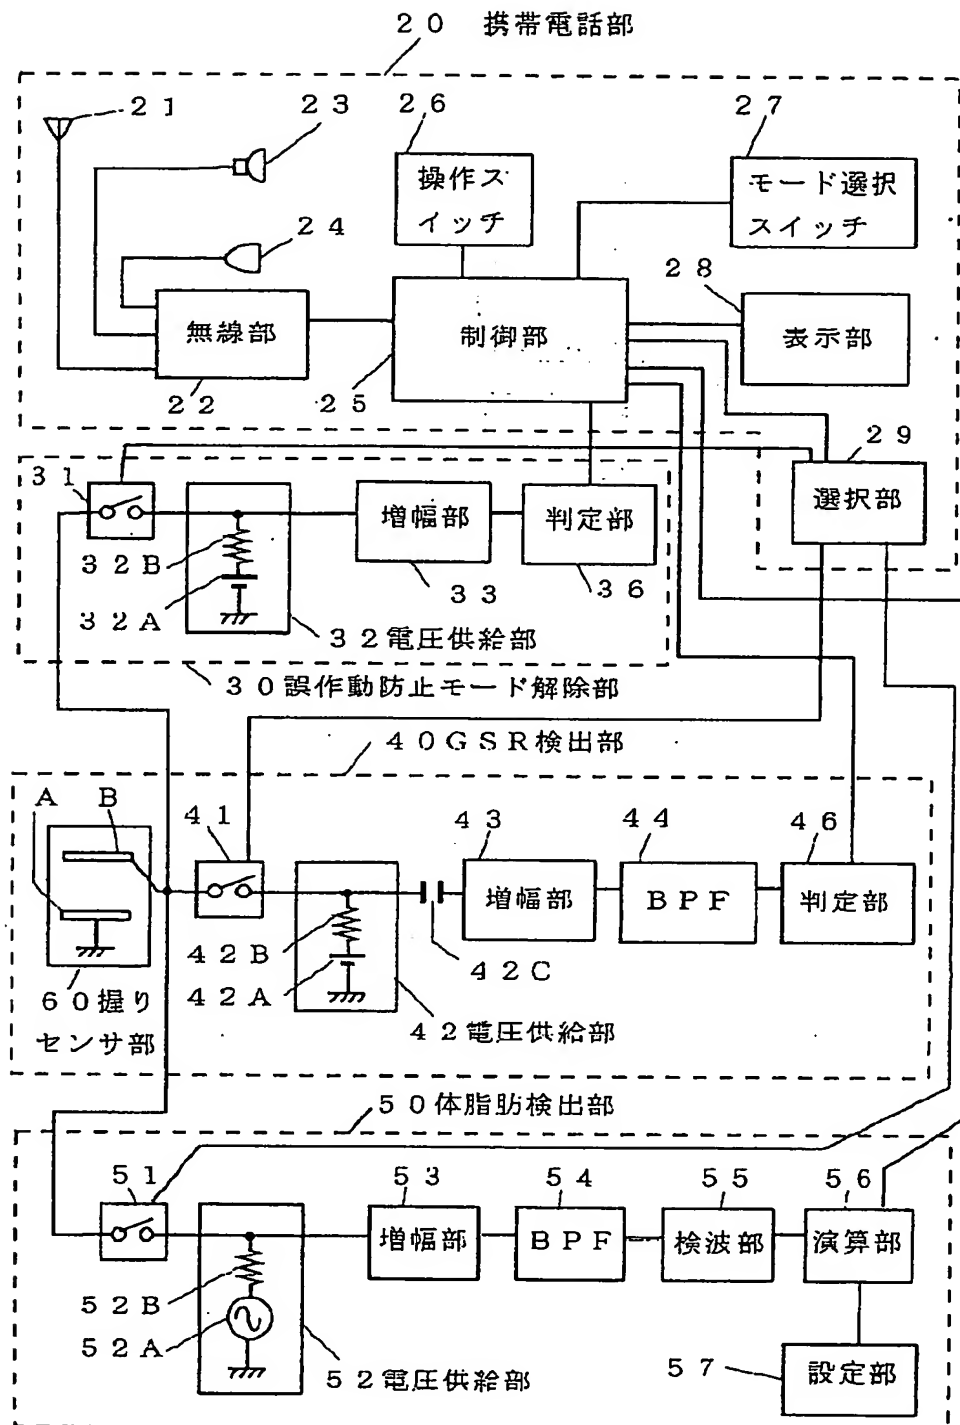 20 携帯電話部
21
23
26
27
操作ス
イッチ
モード選択
スイッチ
24
28
無線部
制御部
表示部
22
25
29
31
増幅部
判定部
選択部
32B
32A
33
36
32電圧供給部
30誤作動防止モード解除部
40GSR検出部
A
B
41
43
44
46
増幅部
BPF
判定部
42B
42A
42C
60握り
センサ部
42電圧供給部
50体脂肪検出部
51
53
54
55
56
増幅部
BPF
検波部
演算部
52B
52A
52電圧供給部
57
設定部